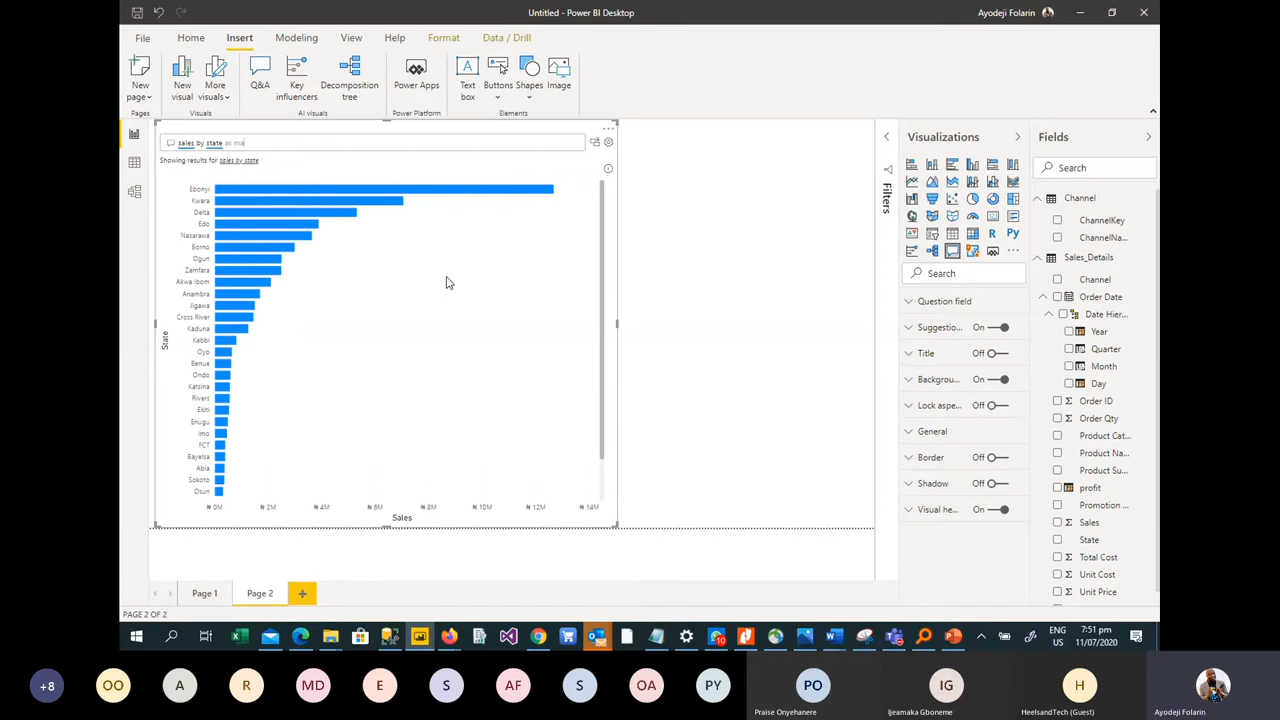 Untitled - Power BI Desktop
Ayodeji Folarin
File
Home
Insert
Modeling
View
Help
Format
Data / Drill
New page
New visual
More visuals
Q&A
Key influencers
Decomposition tree
Power Apps
Text box
Buttons
Shapes
Image
Pages
Visuals
AI visuals
Power Platform
Elements
sales by state as ma
Showing results for sales by state
Ebonyi
Kwara
Delta
Edo
Nasarawa
Borno
Ogun
Zamfara
Akwa Ibom
Anambra
Jigawa
Cross River
Kaduna
Kebbi
Oyo
Benue
Ondo
Katsina
Rivers
Ekiti
Enugu
Imo
FCT
Bayelsa
Abia
Sokoto
Osun
State
₦ 0M
₦ 2M
₦ 4M
₦ 6M
₦ 8M
₦ 10M
₦ 12M
₦ 14M
Sales
Filters
Visualizations
R
Py
Search
Question field
Suggestio... On
Title Off
Backgrou... On
Lock aspe... Off
General
Border Off
Shadow Off
Visual he... On
Fields
Search
Channel
ChannelKey
ChannelNa...
Sales_Details
Channel
Order Date
Date Hier...
Year
Quarter
Month
Day
Order ID
Order Qty
Product Cat...
Product Na...
Product Su...
profit
Promotion ...
Sales
State
Total Cost
Unit Cost
Unit Price
Page 1
Page 2
PAGE 2 OF 2
ENG
US
7:51 pm
11/07/2020
+8
OO
A
R
MD
E
S
AF
S
OA
PY
PO
Praise Onyehanere
IG
Ijeamaka Gboneme
H
HeelsandTech (Guest)
Ayodeji Folarin